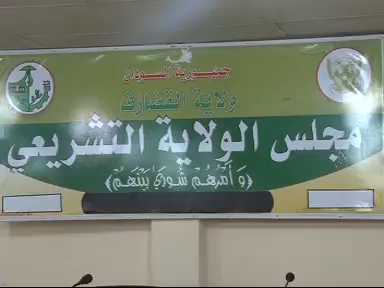 جمهورية السودان
ولاية القضارف
مجلس الولاية التشريعي
﴿وَأَمْرُهُمْ شُورَىٰ بَيْنَهُمْ﴾